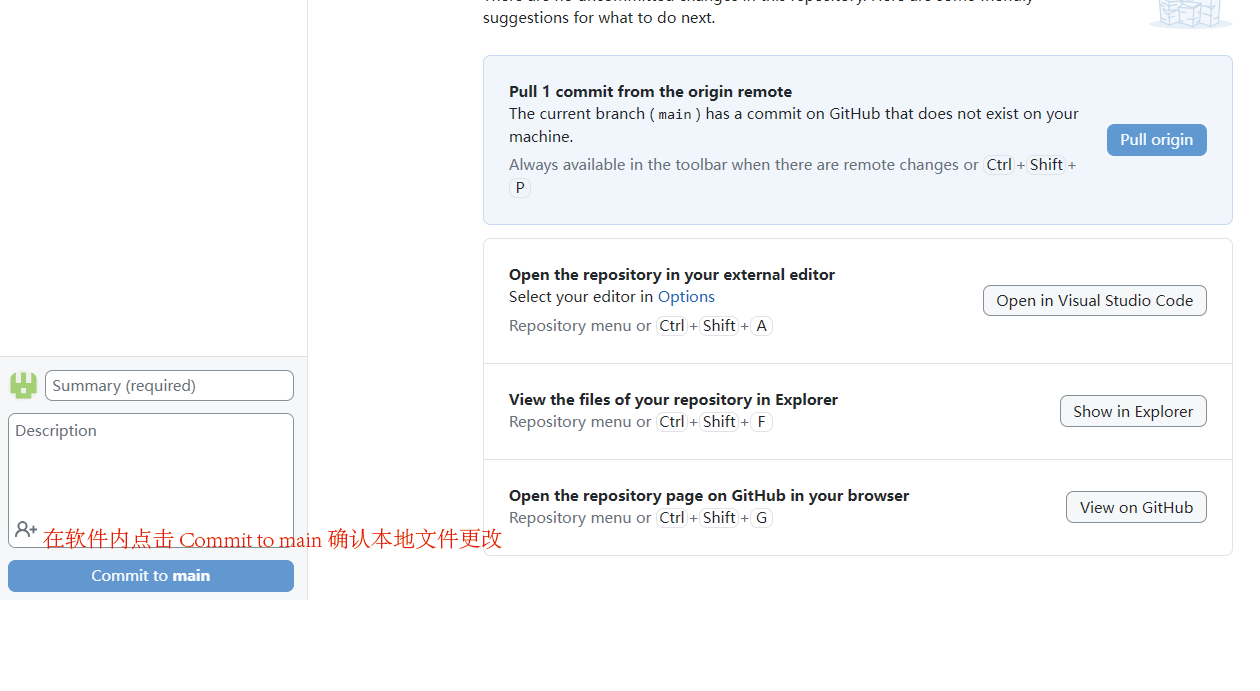 suggestions for what to do next.
Pull 1 commit from the origin remote
The current branch ( main ) has a commit on GitHub that does not exist on your
machine.
Pull origin
Always available in the toolbar when there are remote changes or Ctrl + Shift +
P
Open the repository in your external editor
Select your editor in Options
Open in Visual Studio Code
Repository menu or Ctrl + Shift + A
View the files of your repository in Explorer
Repository menu or Ctrl + Shift + F
Show in Explorer
Open the repository page on GitHub in your browser
Repository menu or Ctrl + Shift + G
View on GitHub
Summary (required)
Description
在软件内点击 Commit to main 确认本地文件更改
Commit to main